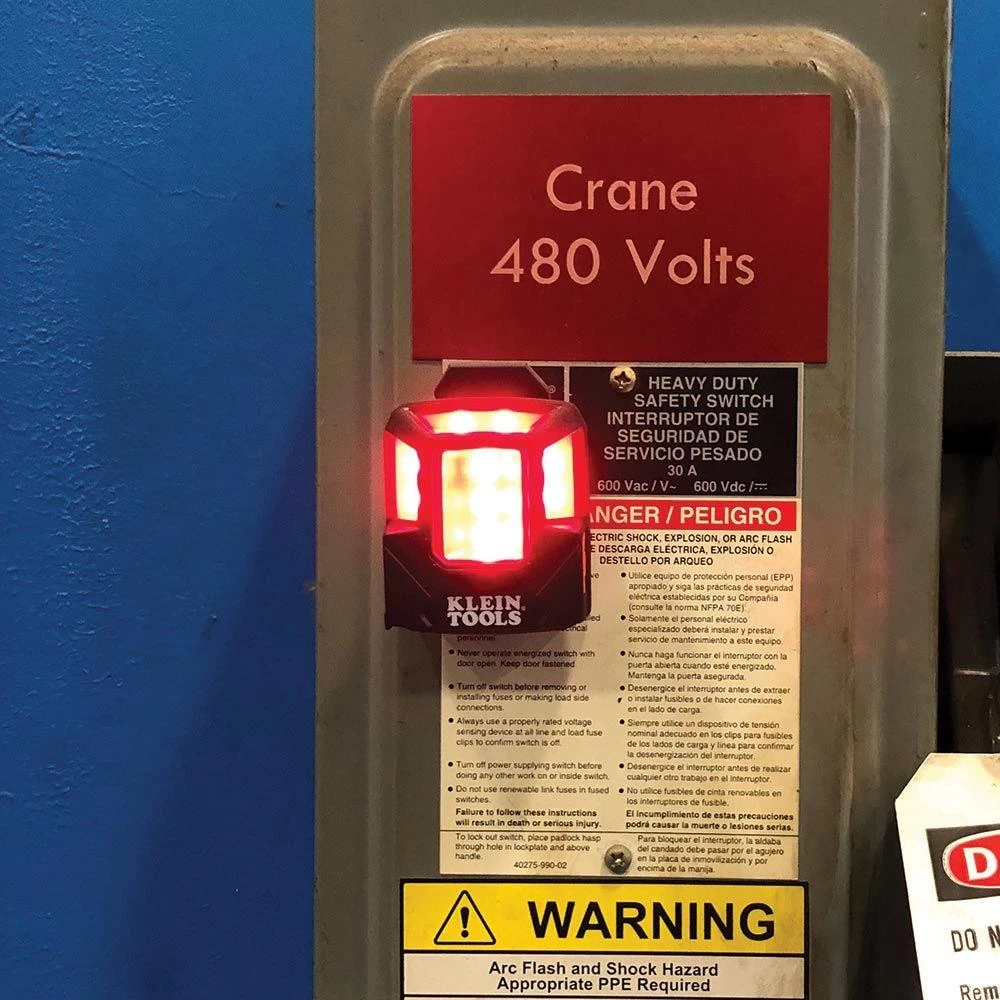 Crane
480 Volts
®
HEAVY DUTY
SAFETY SWITCH
INTERRUPTOR DE
SEGURIDAD DE
SERVICIO PESADO
30 A
600 Vac / V~ 600 Vdc /⎓
ANGER / PELIGRO
ECTRIC SHOCK, EXPLOSION, OR ARC FLASH
E DESCARGA ELÉCTRICA, EXPLOSIÓN O
DESTELLO POR ARQUEO
KLEIN
TOOLS®
personnel.
• Never operate energized switch with
door open. Keep door fastened.
• Turn off switch before removing or
installing fuses or making load side
connections.
• Always use a properly rated voltage
sensing device at all line and load fuse
clips to confirm switch is off.
• Turn off power supplying switch before
doing any other work on or inside switch.
• Do not use renewable link fuses in fused
switches.
Failure to follow these instructions
will result in death or serious injury.
• Utilice equipo de protección personal (EPP)
apropiado y siga las prácticas de seguridad
eléctrica establecidas por su Compañía
(consulte la norma NFPA 70E).
• Solamente el personal eléctrico
especializado deberá instalar y prestar
servicio de mantenimiento a este equipo.
• Nunca haga funcionar el interruptor con la
puerta abierta cuando esté energizado.
Mantenga la puerta asegurada.
• Desenergice el interruptor antes de extraer
o instalar fusibles o de hacer conexiones
en el lado de carga.
• Siempre utilice un dispositivo de tensión
nominal adecuado en los clips para fusibles
de los lados de carga y línea para confirmar
la desenergización del interruptor.
• Desenergice el interruptor antes de realizar
cualquier otro trabajo en el interruptor.
• No utilice fusibles de cinta renovables en
los interruptores de fusible.
El incumplimiento de estas precauciones
podrá causar la muerte o lesiones serias.
To lock out switch, place padlock hasp
through hole in lockplate and above
handle.
40275-990-02
Para bloquear el interruptor, la aldaba
del candado debe pasar por el agujero
en la placa de inmovilización y por
encima de la manija.
WARNING
Arc Flash and Shock Hazard
Appropriate PPE Required
D
DO N
Rem